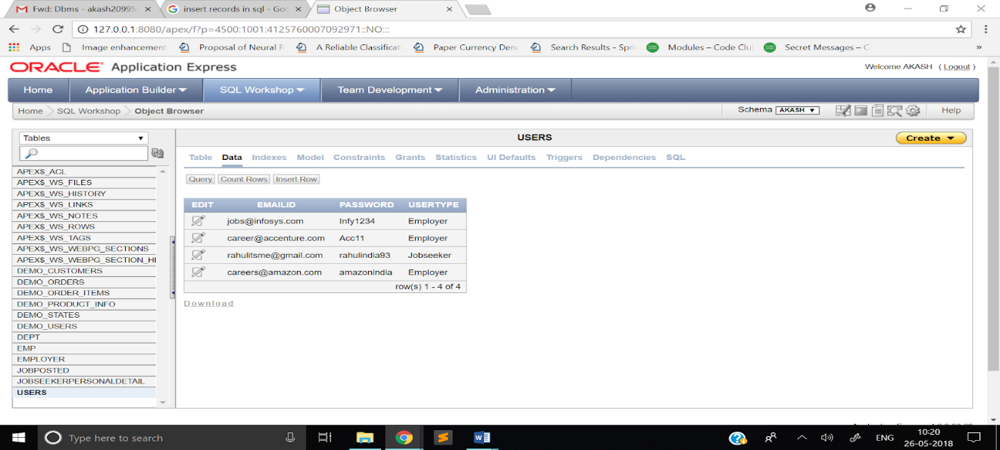 Fwd: Dbms - akash20995 insert records in sql - Goo Object Browser
127.0.0.1:8080/apex/f?p=4500:1001:4125760007092971::NO:::
Apps Image enhancement Proposal of Neural R A Reliable Classificat Paper Currency Deno Search Results - Spri Modules – Code Clu Secret Messages – C »
ORACLE Application Express Welcome AKASH ( Logout )
Home Application Builder SQL Workshop Team Development Administration
Home SQL Workshop Object Browser Schema AKASH Help
Tables
USERS
Create
Table Data Indexes Model Constraints Grants Statistics UI Defaults Triggers Dependencies SQL
Query Count Rows Insert Row
APEX$_ACL
APEX$_WS_FILES
APEX$_WS_HISTORY
APEX$_WS_LINKS
APEX$_WS_NOTES
APEX$_WS_ROWS
APEX$_WS_TAGS
APEX$_WS_WEBPG_SECTIONS
APEX$_WS_WEBPG_SECTION_HI
DEMO_CUSTOMERS
DEMO_ORDERS
DEMO_ORDER_ITEMS
DEMO_PRODUCT_INFO
DEMO_STATES
DEMO_USERS
DEPT
EMP
EMPLOYER
JOBPOSTED
JOBSEEKERPERSONALDETAIL
USERS
EDIT EMAILID PASSWORD USERTYPE
jobs@infosys.com Infy1234 Employer
career@accenture.com Acc11 Employer
rahulitsme@gmail.com rahulindia93 Jobseeker
careers@amazon.com amazonindia Employer
row(s) 1 - 4 of 4
Download
Type here to search
ENG
10:20
26-05-2018